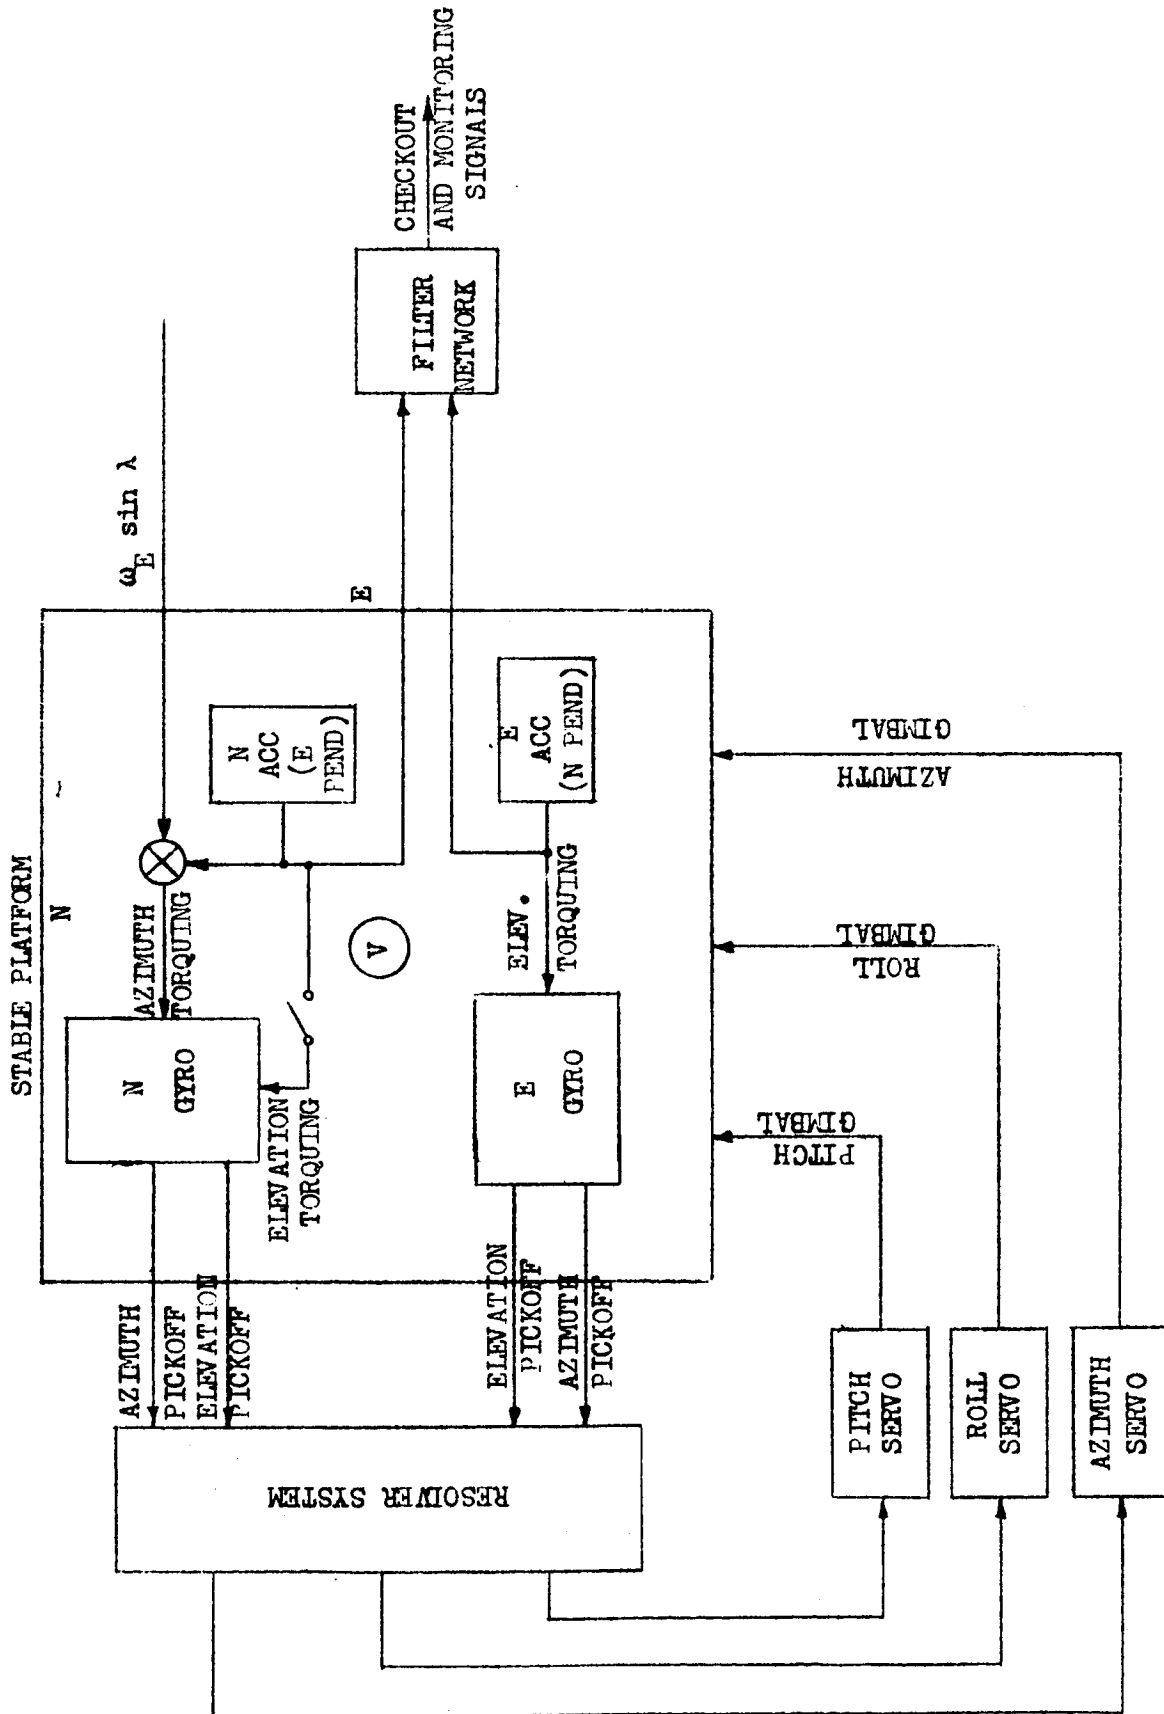 STABLE PLATFORM
N
E
ω_E sin λ
CHECKOUT
AND MONITORING
SIGNALS
FILTER
NETWORK
N
ACC
(E
PEND)
E
ACC
(N PEND)
AZIMUTH
TORQUING
ELEV.
TORQUING
V
N
GYRO
ELEVATION
TORQUING
E
GYRO
AZIMUTH
PICKOFF
ELEVATION
PICKOFF
ELEVATION
PICKOFF
AZIMUTH
PICKOFF
RESOLVER SYSTEM
PITCH
GIMBAL
ROLL
GIMBAL
AZIMUTH
GIMBAL
PITCH
SERVO
ROLL
SERVO
AZIMUTH
SERVO